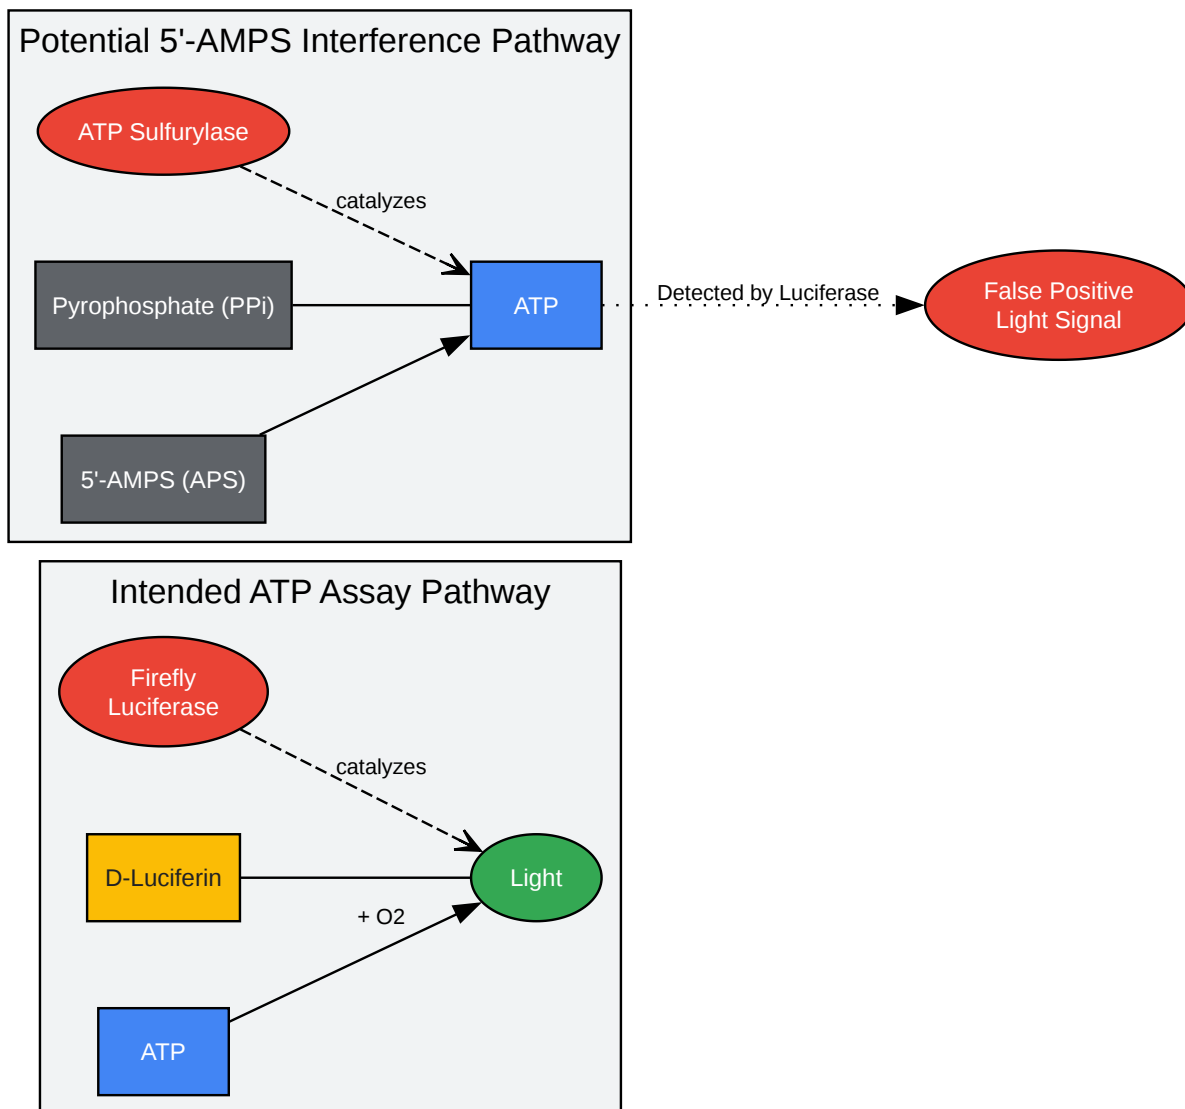 Potential 5'-AMPS Interference Pathway
ATP Sulfurylase
catalyzes
Pyrophosphate (PPi)
ATP
Detected by Luciferase
False Positive
Light Signal
5'-AMPS (APS)
Intended ATP Assay Pathway
Firefly
Luciferase
catalyzes
D-Luciferin
Light
+ O2
ATP